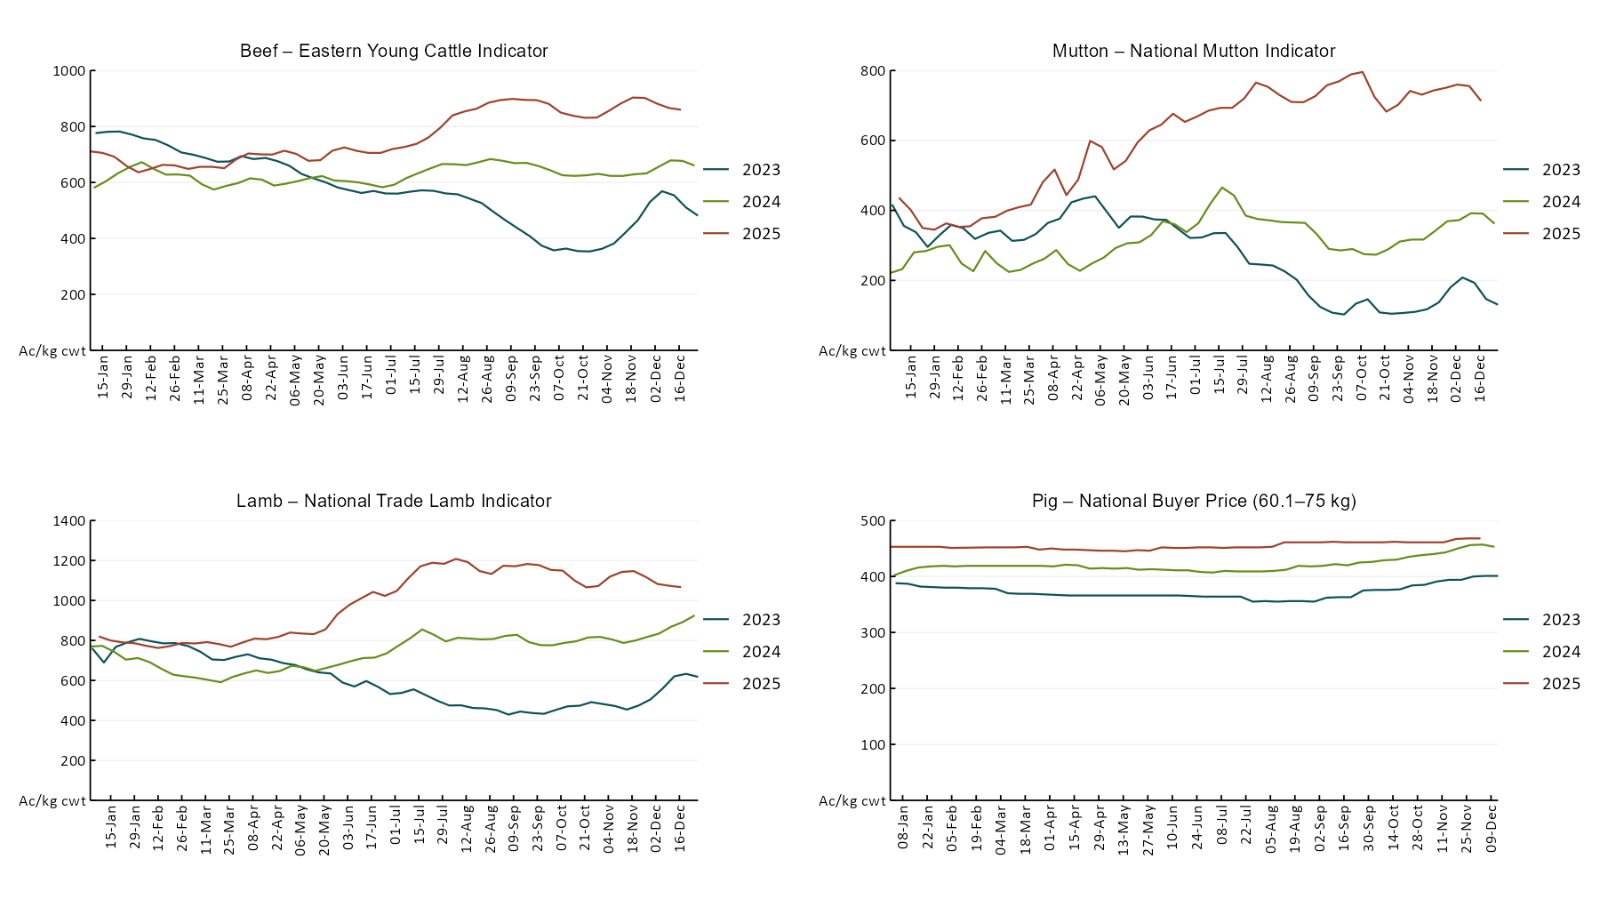 Beef – Eastern Young Cattle Indicator
1000
800
600
400
200
Ac/kg cwt
15-Jan
29-Jan
12-Feb
26-Feb
11-Mar
25-Mar
08-Apr
22-Apr
06-May
20-May
03-Jun
17-Jun
01-Jul
15-Jul
29-Jul
12-Aug
26-Aug
09-Sep
23-Sep
07-Oct
21-Oct
04-Nov
18-Nov
02-Dec
16-Dec
2023
2024
2025
Mutton – National Mutton Indicator
800
600
400
200
Ac/kg cwt
15-Jan
29-Jan
12-Feb
26-Feb
11-Mar
25-Mar
08-Apr
22-Apr
06-May
20-May
03-Jun
17-Jun
01-Jul
15-Jul
29-Jul
12-Aug
26-Aug
09-Sep
23-Sep
07-Oct
21-Oct
04-Nov
18-Nov
02-Dec
16-Dec
2023
2024
2025
Lamb – National Trade Lamb Indicator
1400
1200
1000
800
600
400
200
Ac/kg cwt
15-Jan
29-Jan
12-Feb
26-Feb
11-Mar
25-Mar
08-Apr
22-Apr
06-May
20-May
03-Jun
17-Jun
01-Jul
15-Jul
29-Jul
12-Aug
26-Aug
09-Sep
23-Sep
07-Oct
21-Oct
04-Nov
18-Nov
02-Dec
16-Dec
2023
2024
2025
Pig – National Buyer Price (60.1–75 kg)
500
400
300
200
100
Ac/kg cwt
08-Jan
22-Jan
05-Feb
19-Feb
04-Mar
18-Mar
01-Apr
15-Apr
29-Apr
13-May
27-May
10-Jun
24-Jun
08-Jul
22-Jul
05-Aug
19-Aug
02-Sep
16-Sep
30-Sep
14-Oct
28-Oct
11-Nov
25-Nov
09-Dec
2023
2024
2025